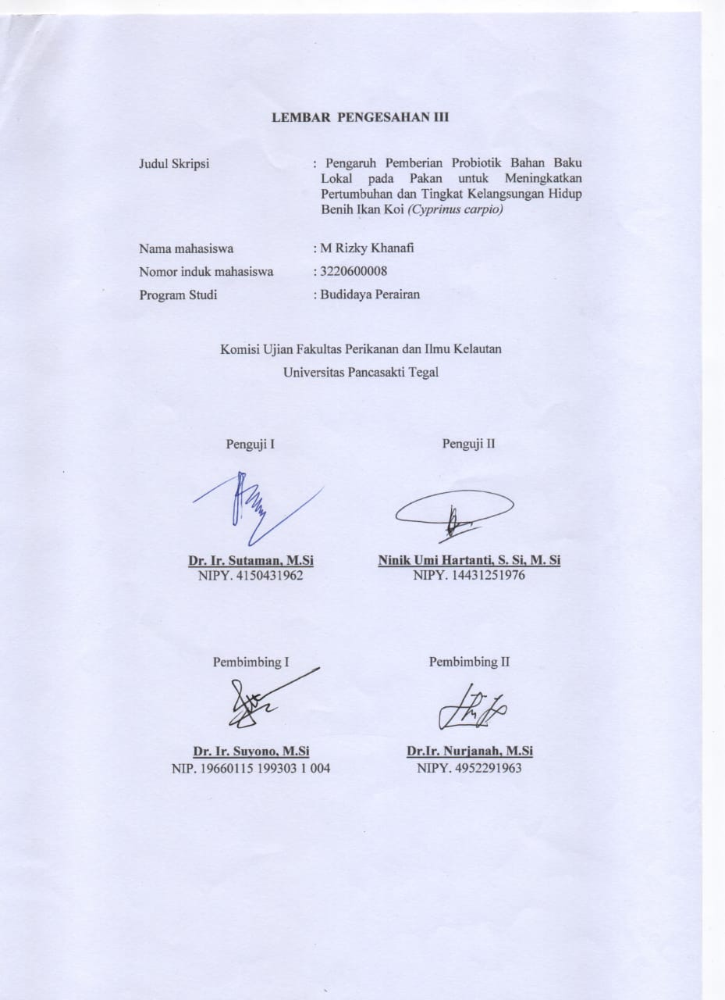 LEMBAR PENGESAHAN III
Judul Skripsi : Pengaruh Pemberian Probiotik Bahan Baku
Lokal pada Pakan untuk Meningkatkan
Pertumbuhan dan Tingkat Kelangsungan Hidup
Benih Ikan Koi (Cyprinus carpio)
Nama mahasiswa : M Rizky Khanafi
Nomor induk mahasiswa : 3220600008
Program Studi : Budidaya Perairan
Komisi Ujian Fakultas Perikanan dan Ilmu Kelautan
Universitas Pancasakti Tegal
Penguji I Penguji II
Dr. Ir. Sutaman, M.Si Ninik Umi Hartanti, S. Si, M. Si
NIPY. 4150431962 NIPY. 14431251976
Pembimbing I Pembimbing II
Dr. Ir. Suyono, M.Si Dr.Ir. Nurjanah, M.Si
NIP. 19660115 199303 1 004 NIPY. 4952291963